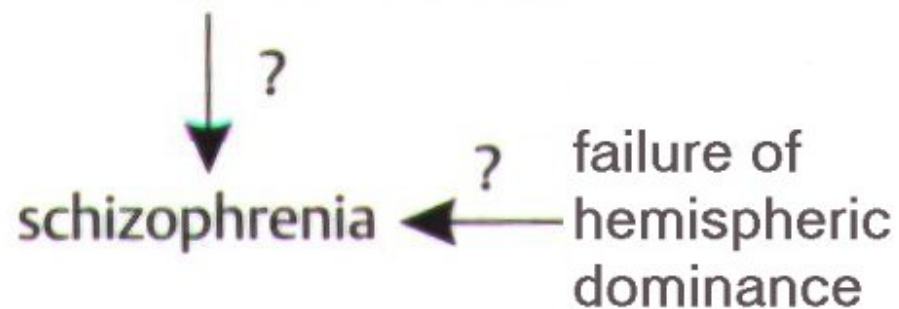 ?
?
failure of
schizophrenia
hemispheric
dominance